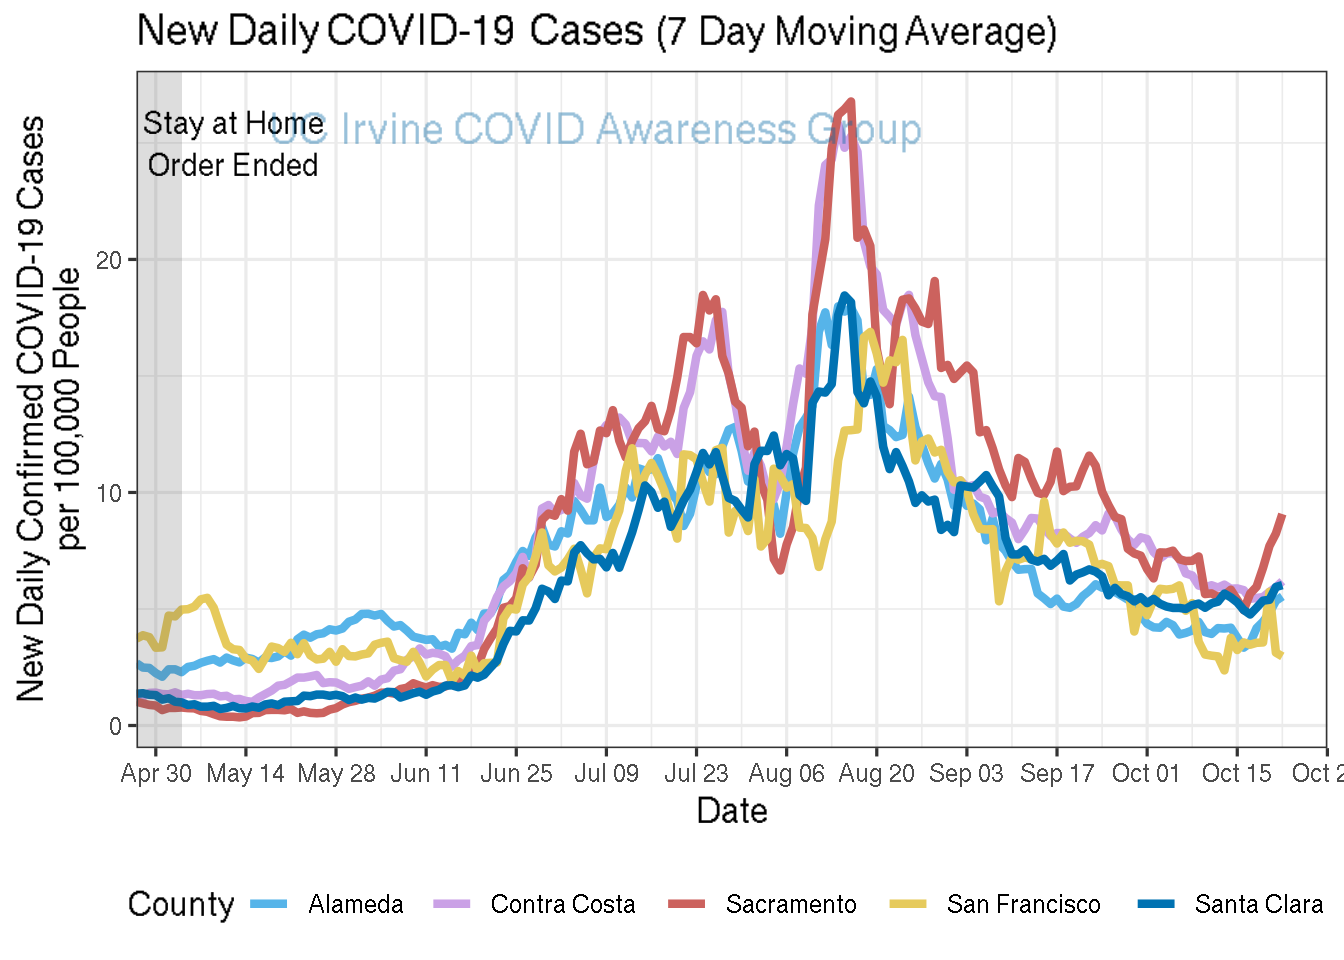 New Daily COVID-19 Cases (7 Day Moving Average)
Stay at Home
Order Ended
UC Irvine COVID Awareness Group
New Daily Confirmed COVID-19 Cases
per 100,000 People
20
10
0
Apr 30 May 14 May 28 Jun 11 Jun 25 Jul 09 Jul 23 Aug 06 Aug 20 Sep 03 Sep 17 Oct 01 Oct 15 Oct 2
Date
County Alameda Contra Costa Sacramento San Francisco Santa Clara